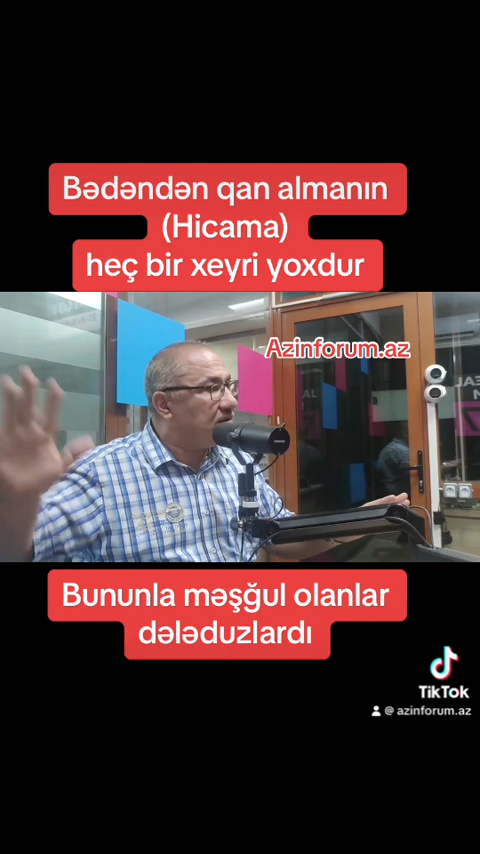 Bədəndən qan almanın
(Hicama)
heç bir xeyri yoxdur
Azinforum.az
Bununla məşğul olanlar
dələduzlardı
TikTok
@ azinforum.az